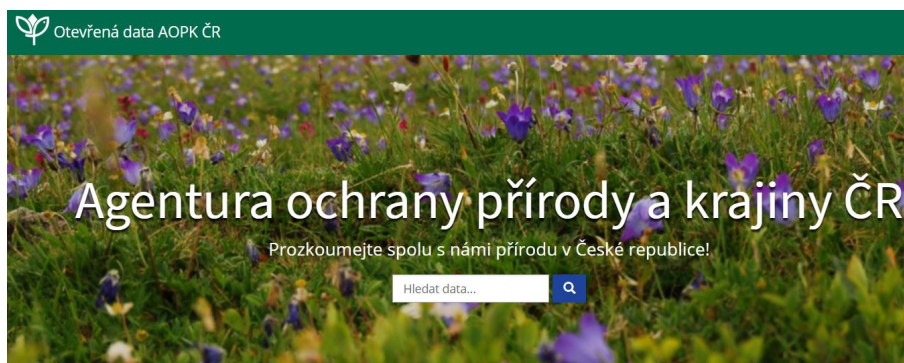 Otevřená data AOPK ČR
Agentura ochrany přírody a krajiny ČR
Prozkoumejte spolu s námi přírodu v České republice!
Hledat data...